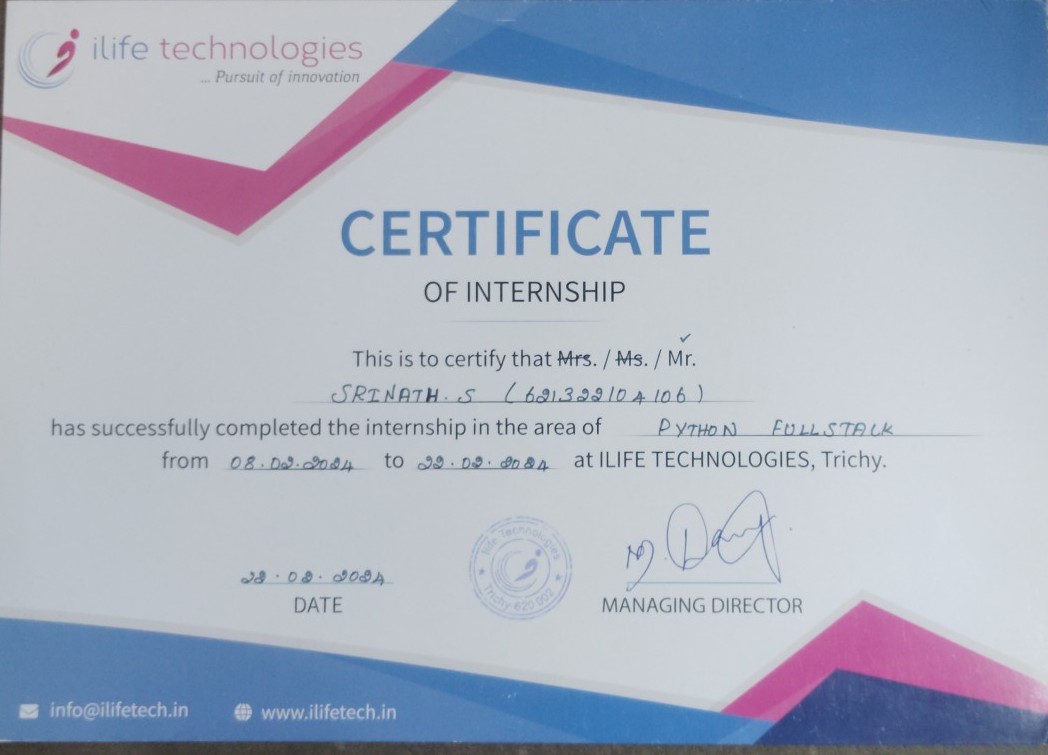 ilife technologies
... Pursuit of innovation
CERTIFICATE
OF INTERNSHIP
This is to certify that Mrs. / Ms. / Mr.
SRINATH. S (621322104106)
has successfully completed the internship in the area of PYTHON FULLSTACK
from 08.02.2024 to 22.02.2024 at ILIFE TECHNOLOGIES, Trichy.
ilife Technologies
Trichy-620 002
22.02.2024
DATE
MANAGING DIRECTOR
info@ilifetech.in
www.ilifetech.in